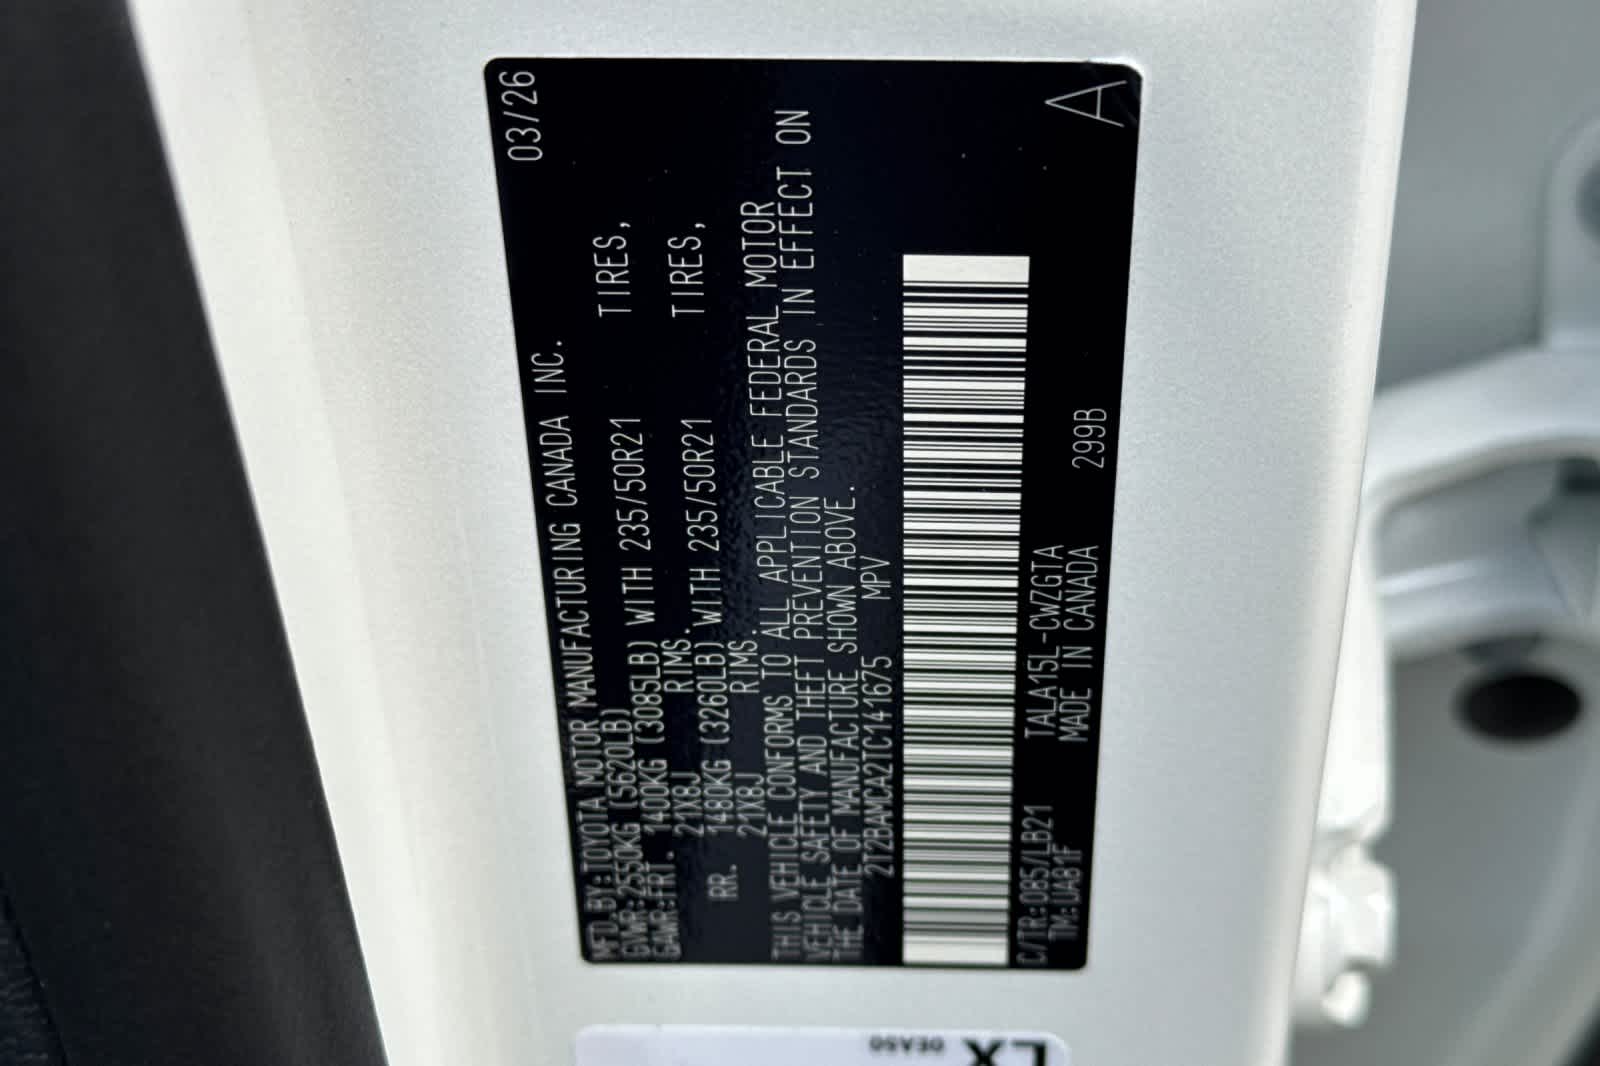 03/26
MFD.BY:TOYOTA MOTOR MANUFACTURING CANADA INC.
GVWR:2550KG (5620LB)
GAWR:FRT. 1400KG (3085LB) WITH 235/50R21 TIRES,
21X8J RIMS.
RR. 1480KG (3260LB) WITH 235/50R21 TIRES,
21X8J RIMS.
THIS VEHICLE CONFORMS TO ALL APPLICABLE FEDERAL MOTOR
VEHICLE SAFETY AND THEFT PREVENTION STANDARDS IN EFFECT ON
THE DATE OF MANUFACTURE SHOWN ABOVE.
2T2BAMCA2TC141675 MPV
C/TR:085/LB21 TALA15L-CWZGTA 299B
TM:UAB1F MADE IN CANADA
A
0EA50